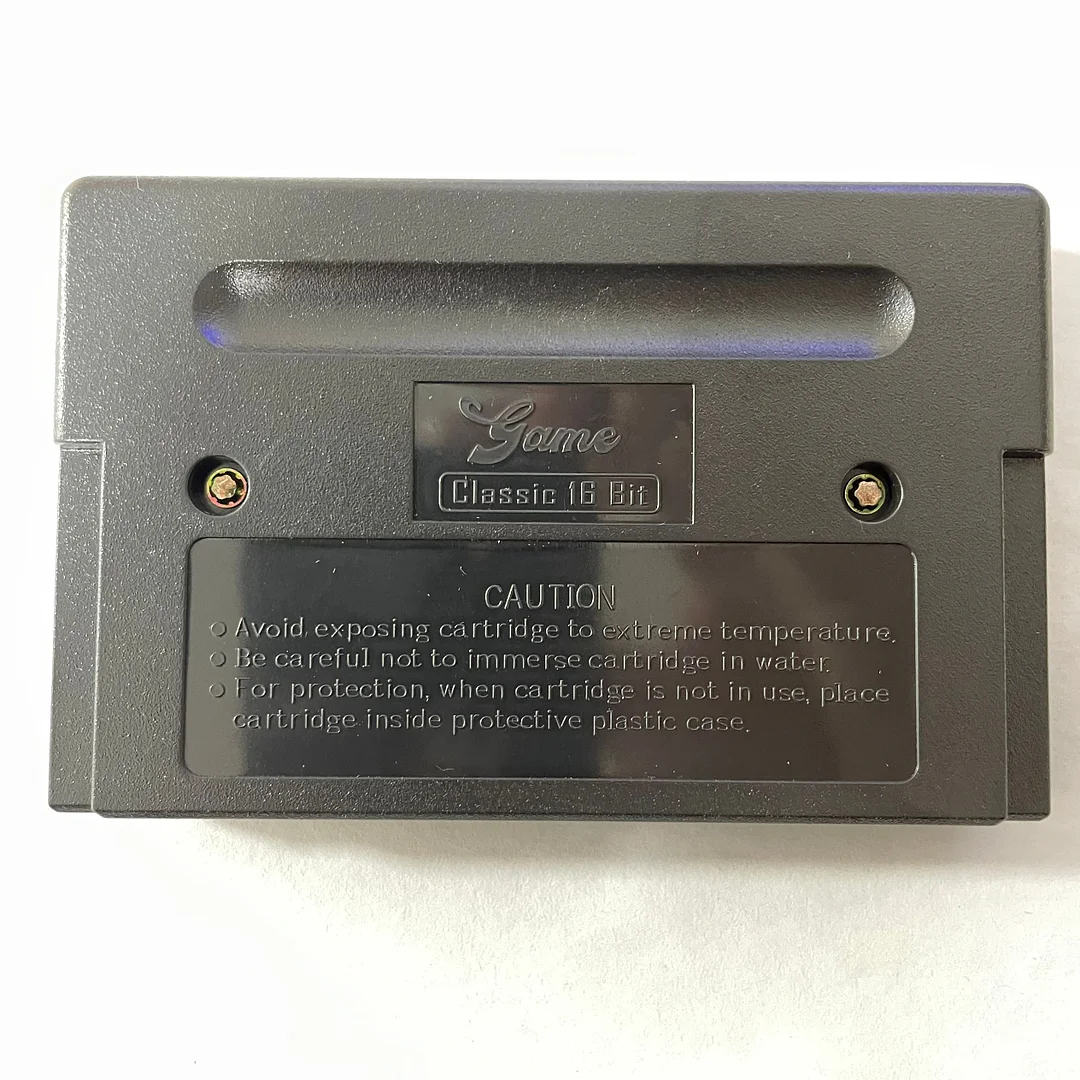 Game
Classic 16 Bit
CAUTION
○ Avoid exposing cartridge to extreme temperature.
○ Be careful not to immerse cartridge in water.
○ For protection, when cartridge is not in use, place
cartridge inside protective plastic case.